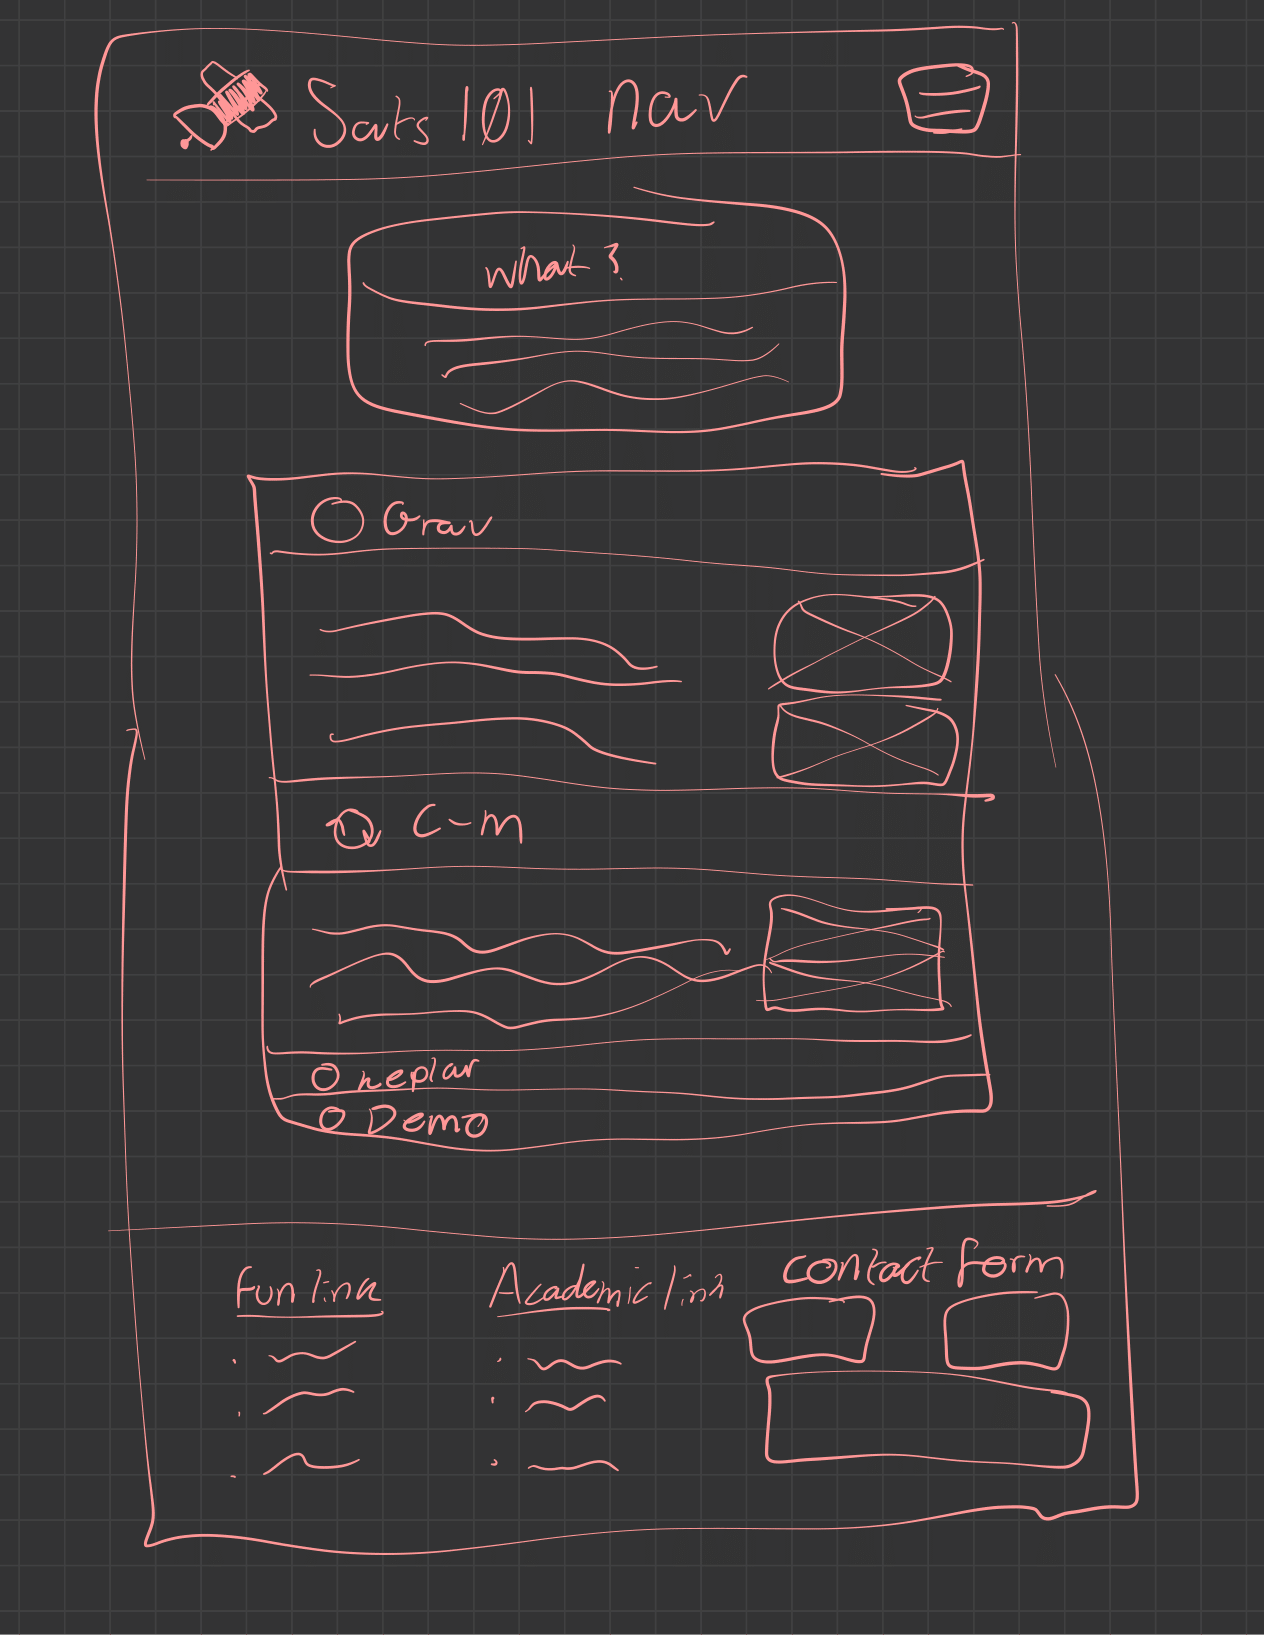 Sats 101 nav
What?
Grav
C-m
Keplar
Demo
Fun link
Academic link
Contact form